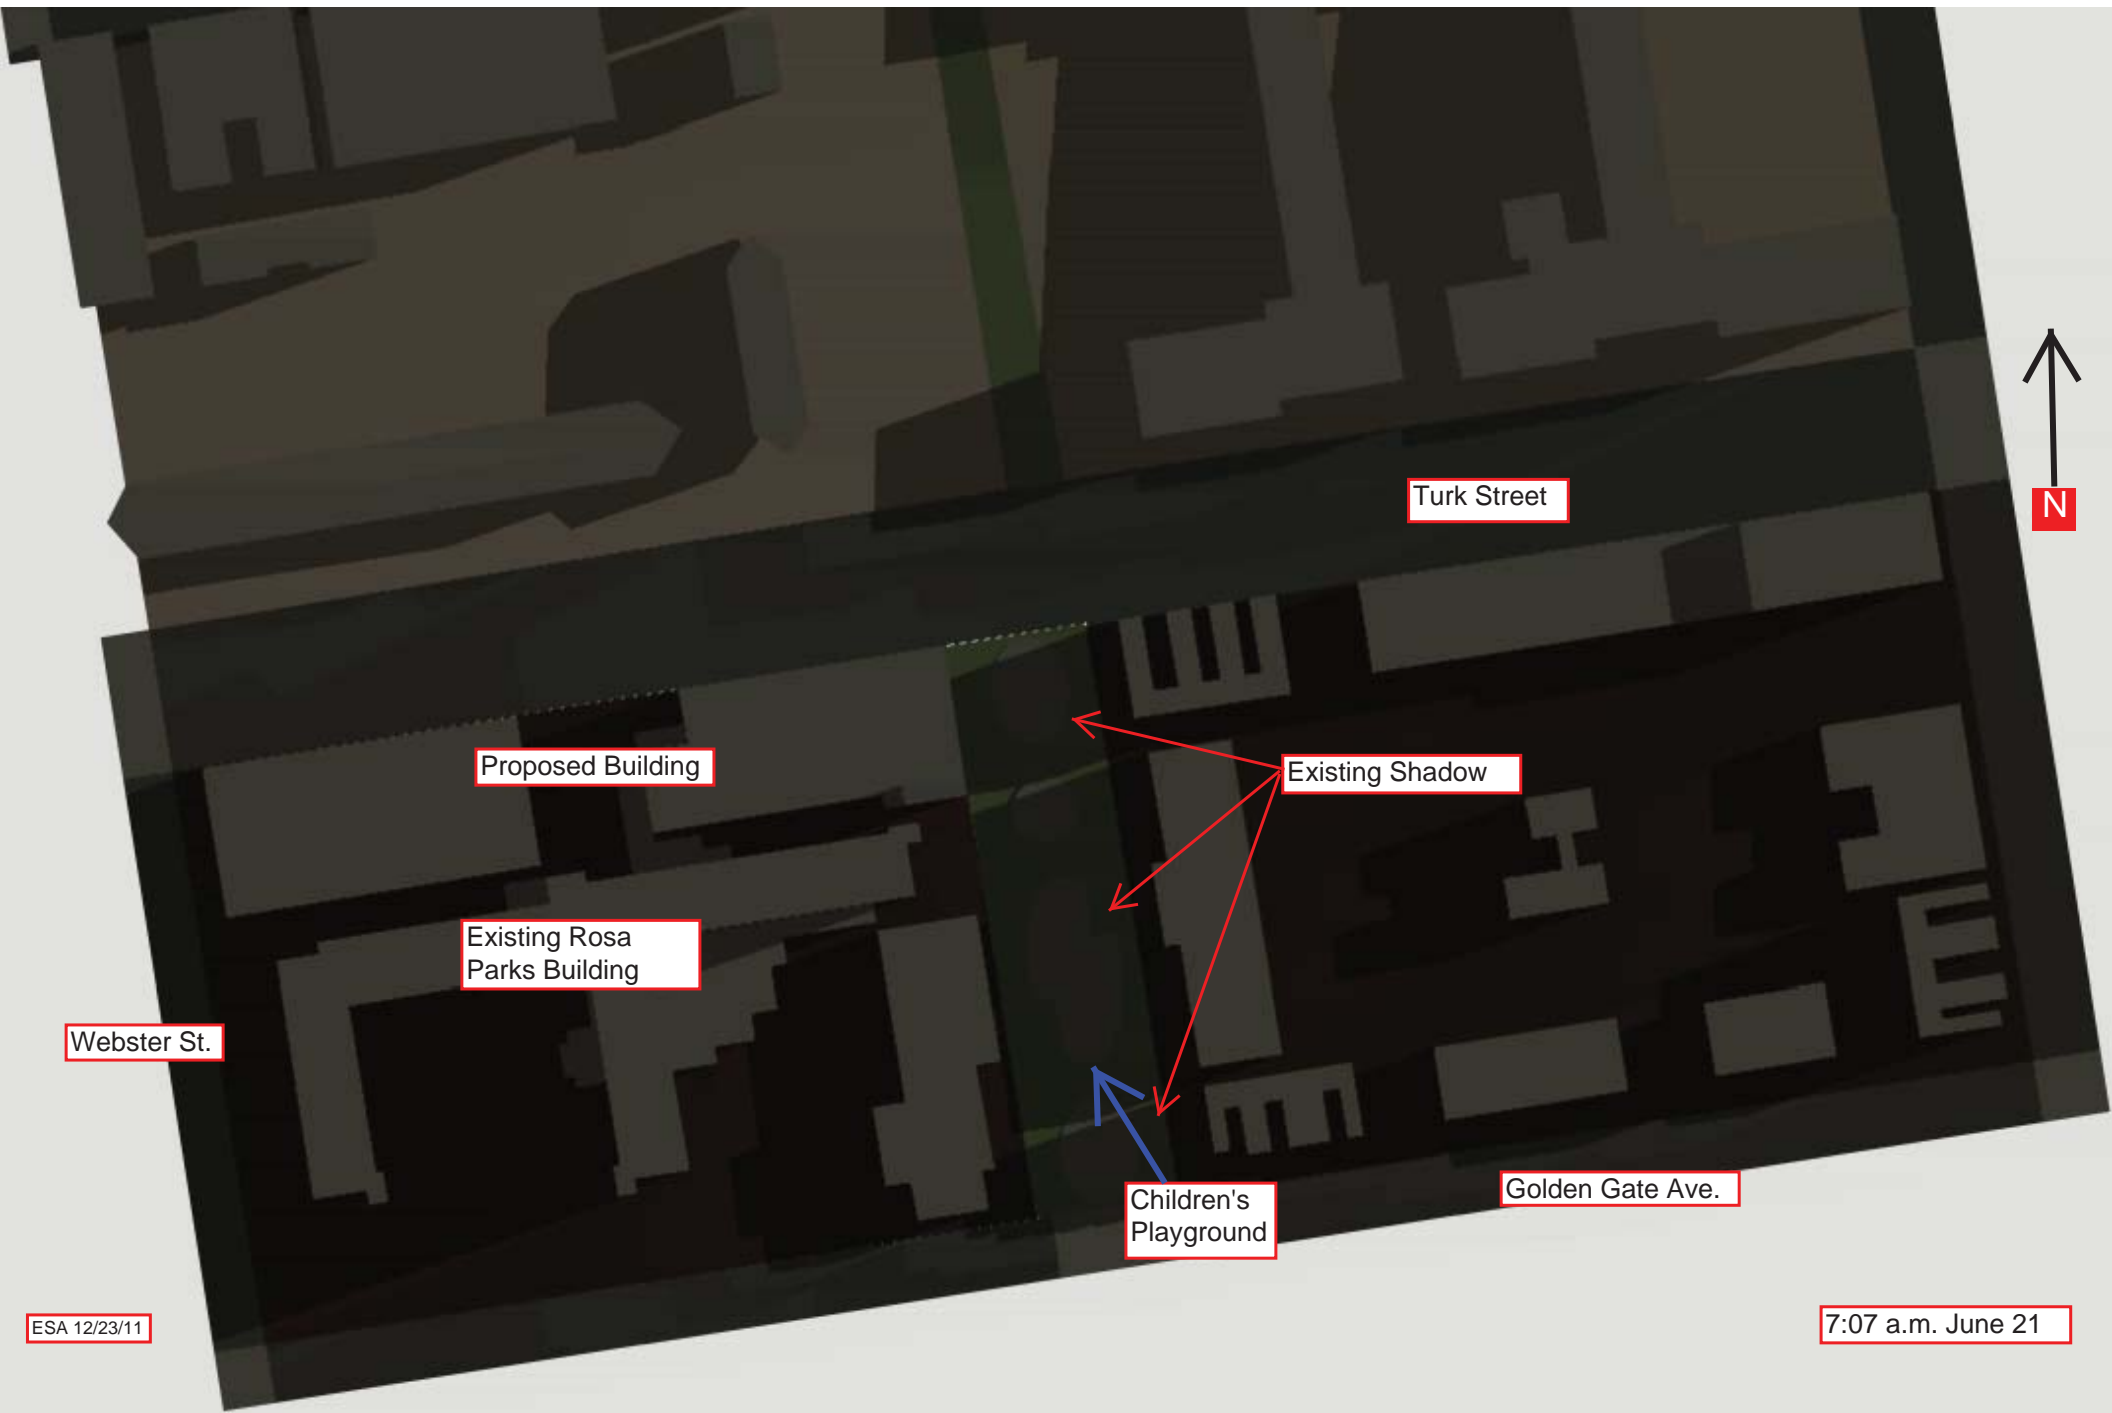 Turk Street
N
Proposed Building
Existing Shadow
Existing Rosa
Parks Building
Webster St.
Golden Gate Ave.
Children's
Playground
ESA 12/23/11
7:07 a.m. June 21